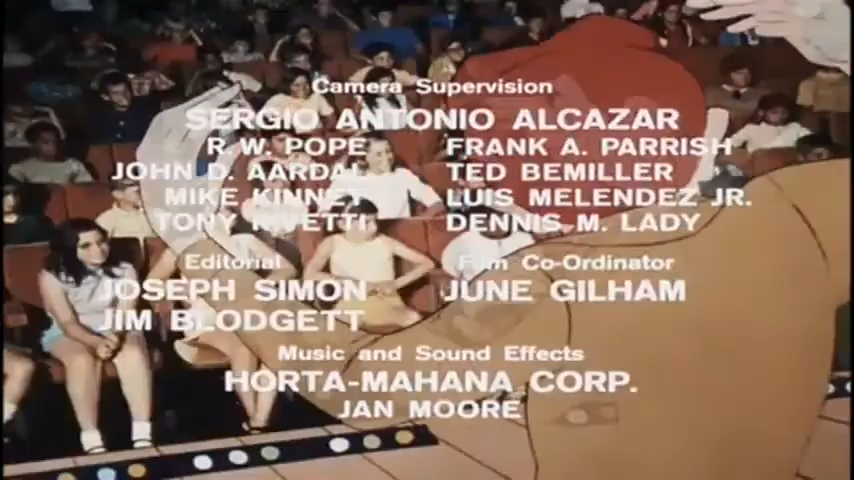 Camera Supervision
SERGIO ANTONIO ALCAZAR
R. W. POPE FRANK A. PARRISH
JOHN D. AARDAL TED BEMILLER
MIKE KINNEY LUIS MELENDEZ JR.
TONY DENNIS M. LADY
Editorial Film Co-Ordinator
JOSEPH SIMON JUNE GILHAM
JIM BLODGETT
Music and Sound Effects
HORTA-MAHANA CORP.
JAN MOORE